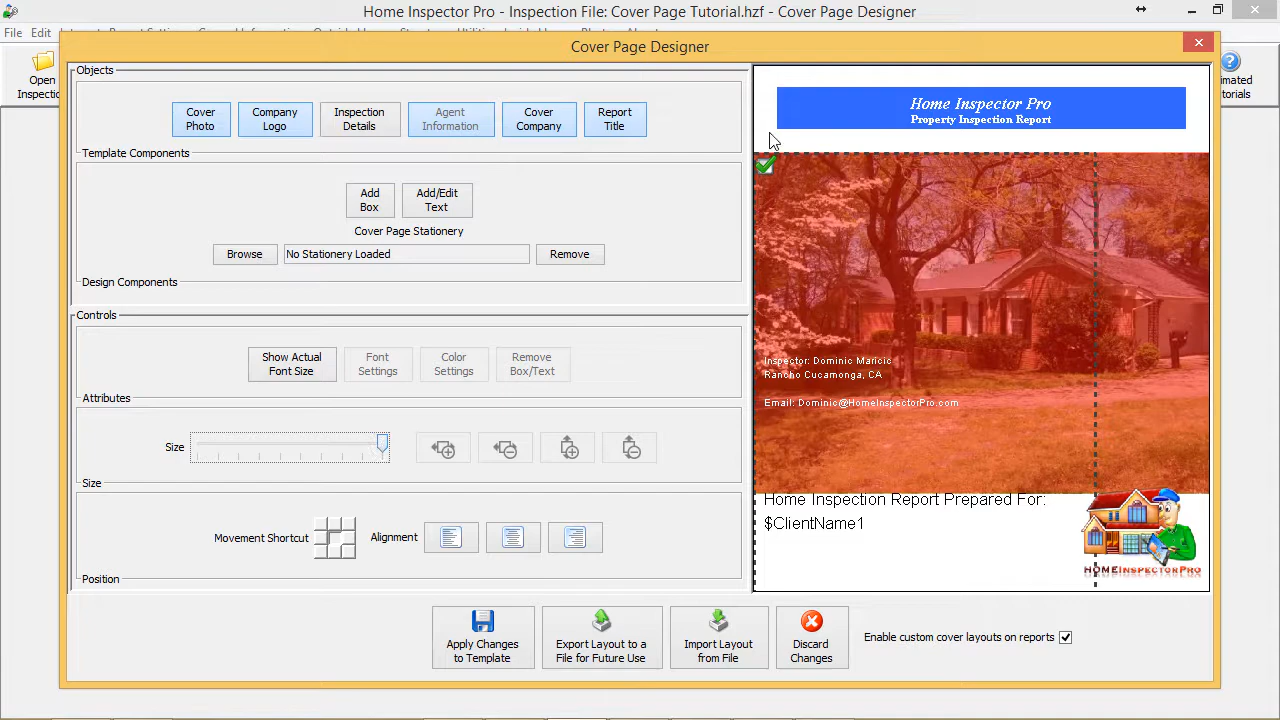 Home Inspector Pro - Inspection File: Cover Page Tutorial.hzf - Cover Page Designer
File Edit
Open
Inspectio
imated
torials
Cover Page Designer
Objects
Cover
Photo
Company
Logo
Inspection
Details
Agent
Information
Cover
Company
Report
Title
Template Components
Add
Box
Add/Edit
Text
Cover Page Stationery
Browse
No Stationery Loaded
Remove
Design Components
Controls
Show Actual
Font Size
Font
Settings
Color
Settings
Remove
Box/Text
Attributes
Size
Size
Movement Shortcut
Alignment
Position
Apply Changes
to Template
Export Layout to a
File for Future Use
Import Layout
from File
Discard
Changes
Enable custom cover layouts on reports
Home Inspector Pro
Property Inspection Report
Inspector: Dominic Maricic
Rancho Cucamonga, CA
Email: Dominic@HomeInspectorPro.com
Home Inspection Report Prepared For:
$ClientName1
HOMEINSPECTORPRO